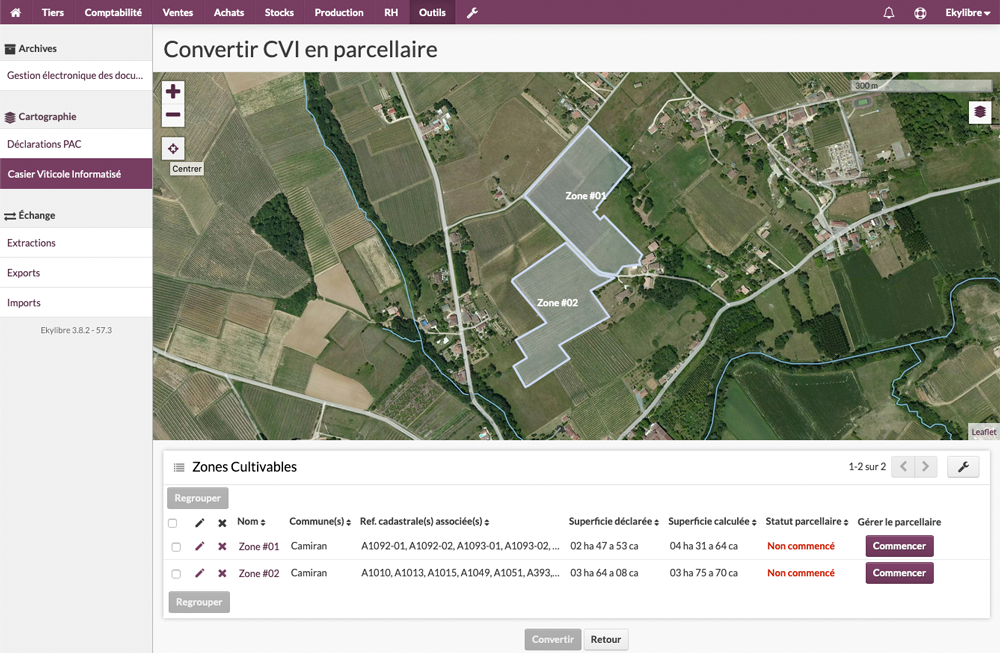 Tiers Comptabilité Ventes Achats Stocks Production RH Outils Ekylibre
Archives
Gestion électronique des docu...
Cartographie
Déclarations PAC
Casier Viticole Informatisé
Échange
Extractions
Exports
Imports
Ekylibre 3.8.2 - 57.3
Convertir CVI en parcellaire
300 m
Centrer
Zone #01
Zone #02
Leaflet
Zones Cultivables
1-2 sur 2
Regrouper
Nom Commune(s) Ref. cadastrale(s) associée(s) Superficie déclarée Superficie calculée Statut parcellaire Gérer le parcellaire
Zone #01 Camiran A1092-01, A1092-02, A1093-01, A1093-02, ... 02 ha 47 a 53 ca 04 ha 31 a 64 ca Non commencé Commencer
Zone #02 Camiran A1010, A1013, A1015, A1049, A1051, A393,... 03 ha 64 a 08 ca 03 ha 75 a 70 ca Non commencé Commencer
Regrouper
Convertir Retour